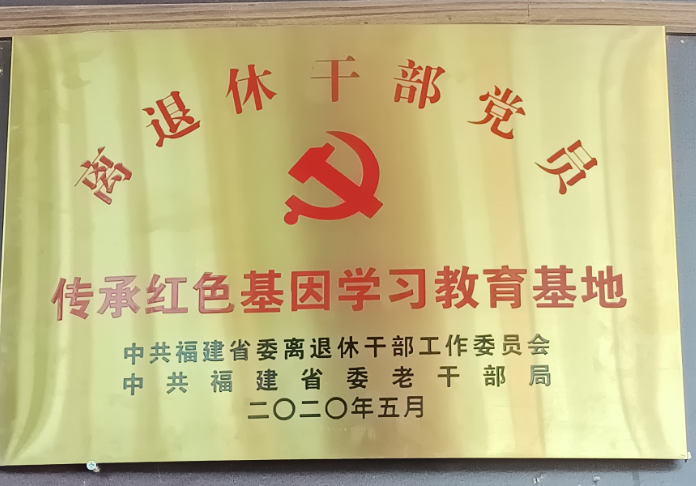 离退休干部党员
传承红色基因学习教育基地
中共福建省委离退休干部工作委员会
中共福建省委老干部局
二〇二〇年五月